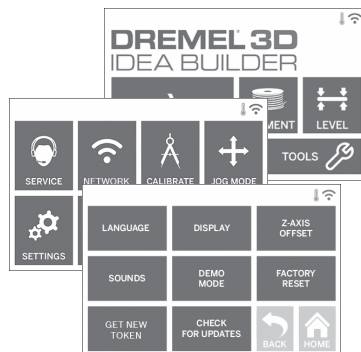 DREMEL 3D
IDEA BUILDER
LEVEL
TOOLS
SERVICE
NETWORK
CALIBRATE
JOG MODE
SETTINGS
LANGUAGE
DISPLAY
Z-AXIS
OFFSET
SOUNDS
DEMO
MODE
FACTORY
RESET
GET NEW
TOKEN
CHECK
FOR UPDATES
BACK
HOME